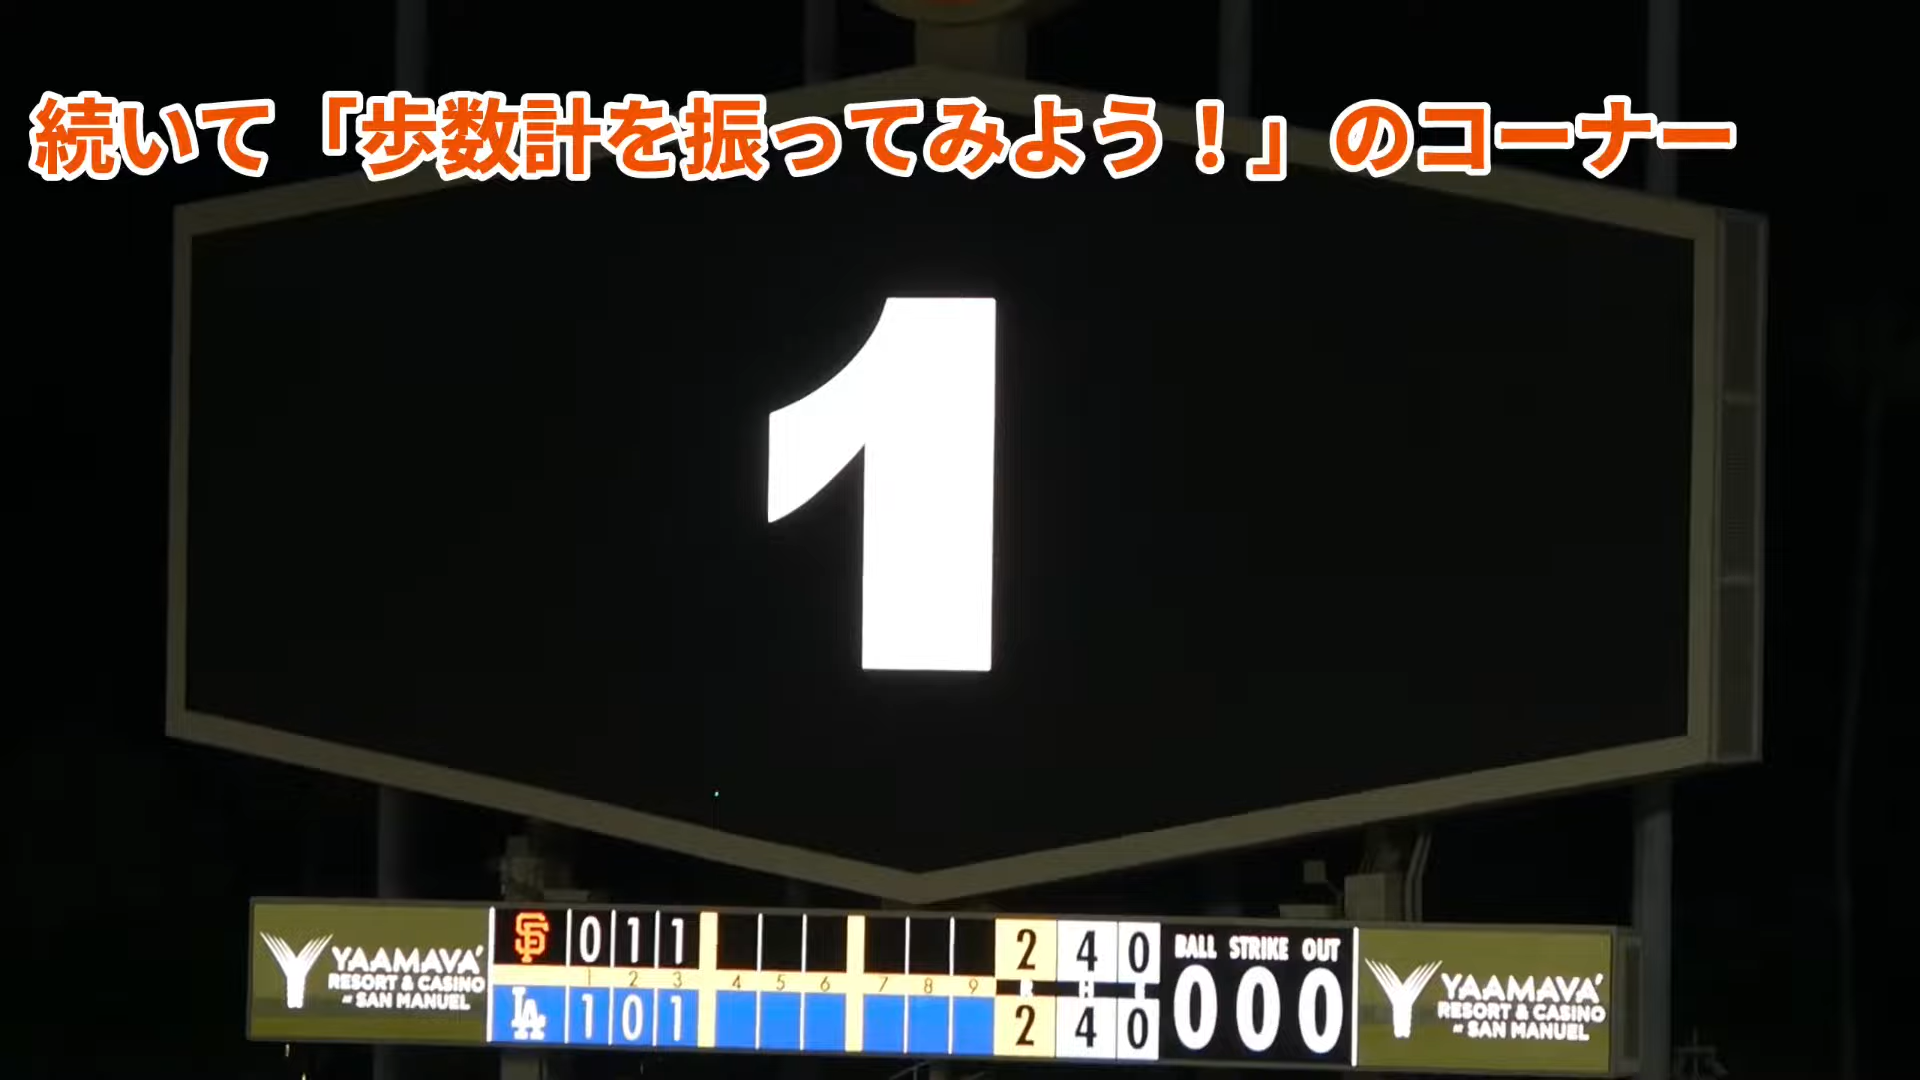 続いて「歩数計を振ってみよう！」のコーナー
1
YAAMAVA'
RESORT & CASINO
AT SAN MANUEL
SF 0 1 1 2 4 0
1 2 3 4 5 6 7 8 9 R H E
LA 1 0 1 2 4 0
BALL STRIKE OUT
0 0 0
YAAMAVA'
RESORT & CASINO
AT SAN MANUEL